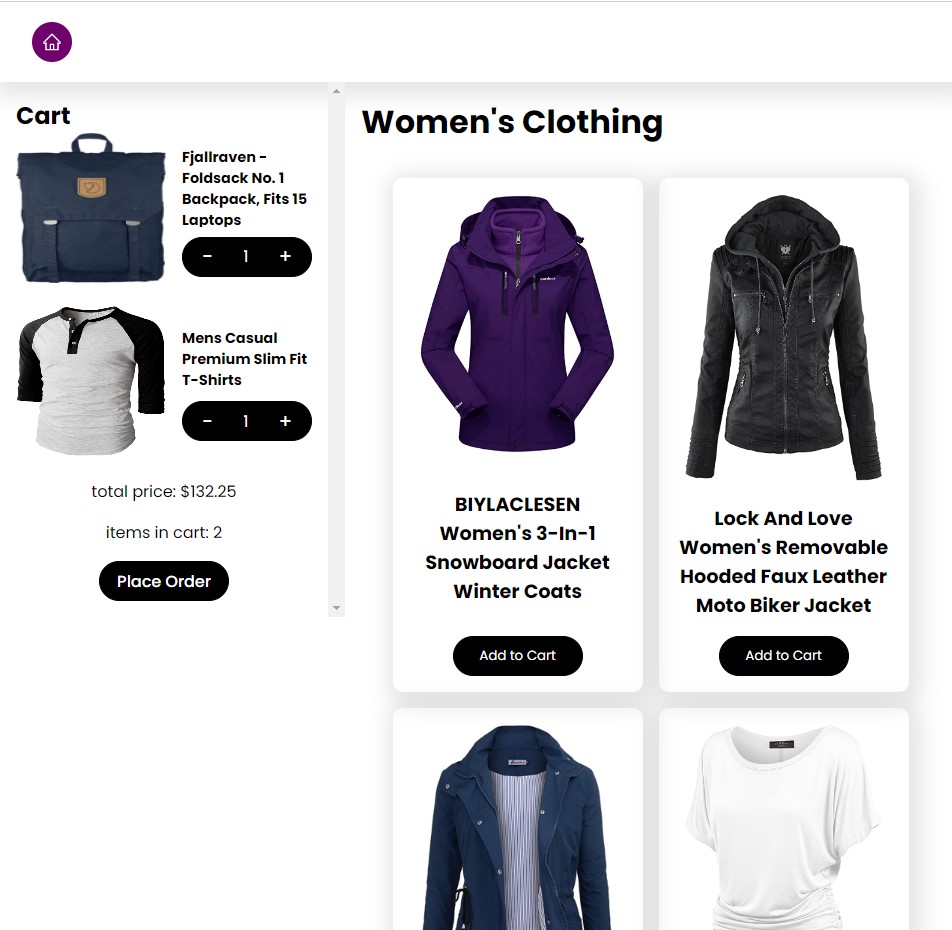 Cart
Fjallraven -
Foldsack No. 1
Backpack, Fits 15
Laptops
- 1 +
Mens Casual
Premium Slim Fit
T-Shirts
- 1 +
total price: $132.25
items in cart: 2
Place Order
Women's Clothing
BIYLACLESEN
Women's 3-In-1
Snowboard Jacket
Winter Coats
Add to Cart
Lock And Love
Women's Removable
Hooded Faux Leather
Moto Biker Jacket
Add to Cart